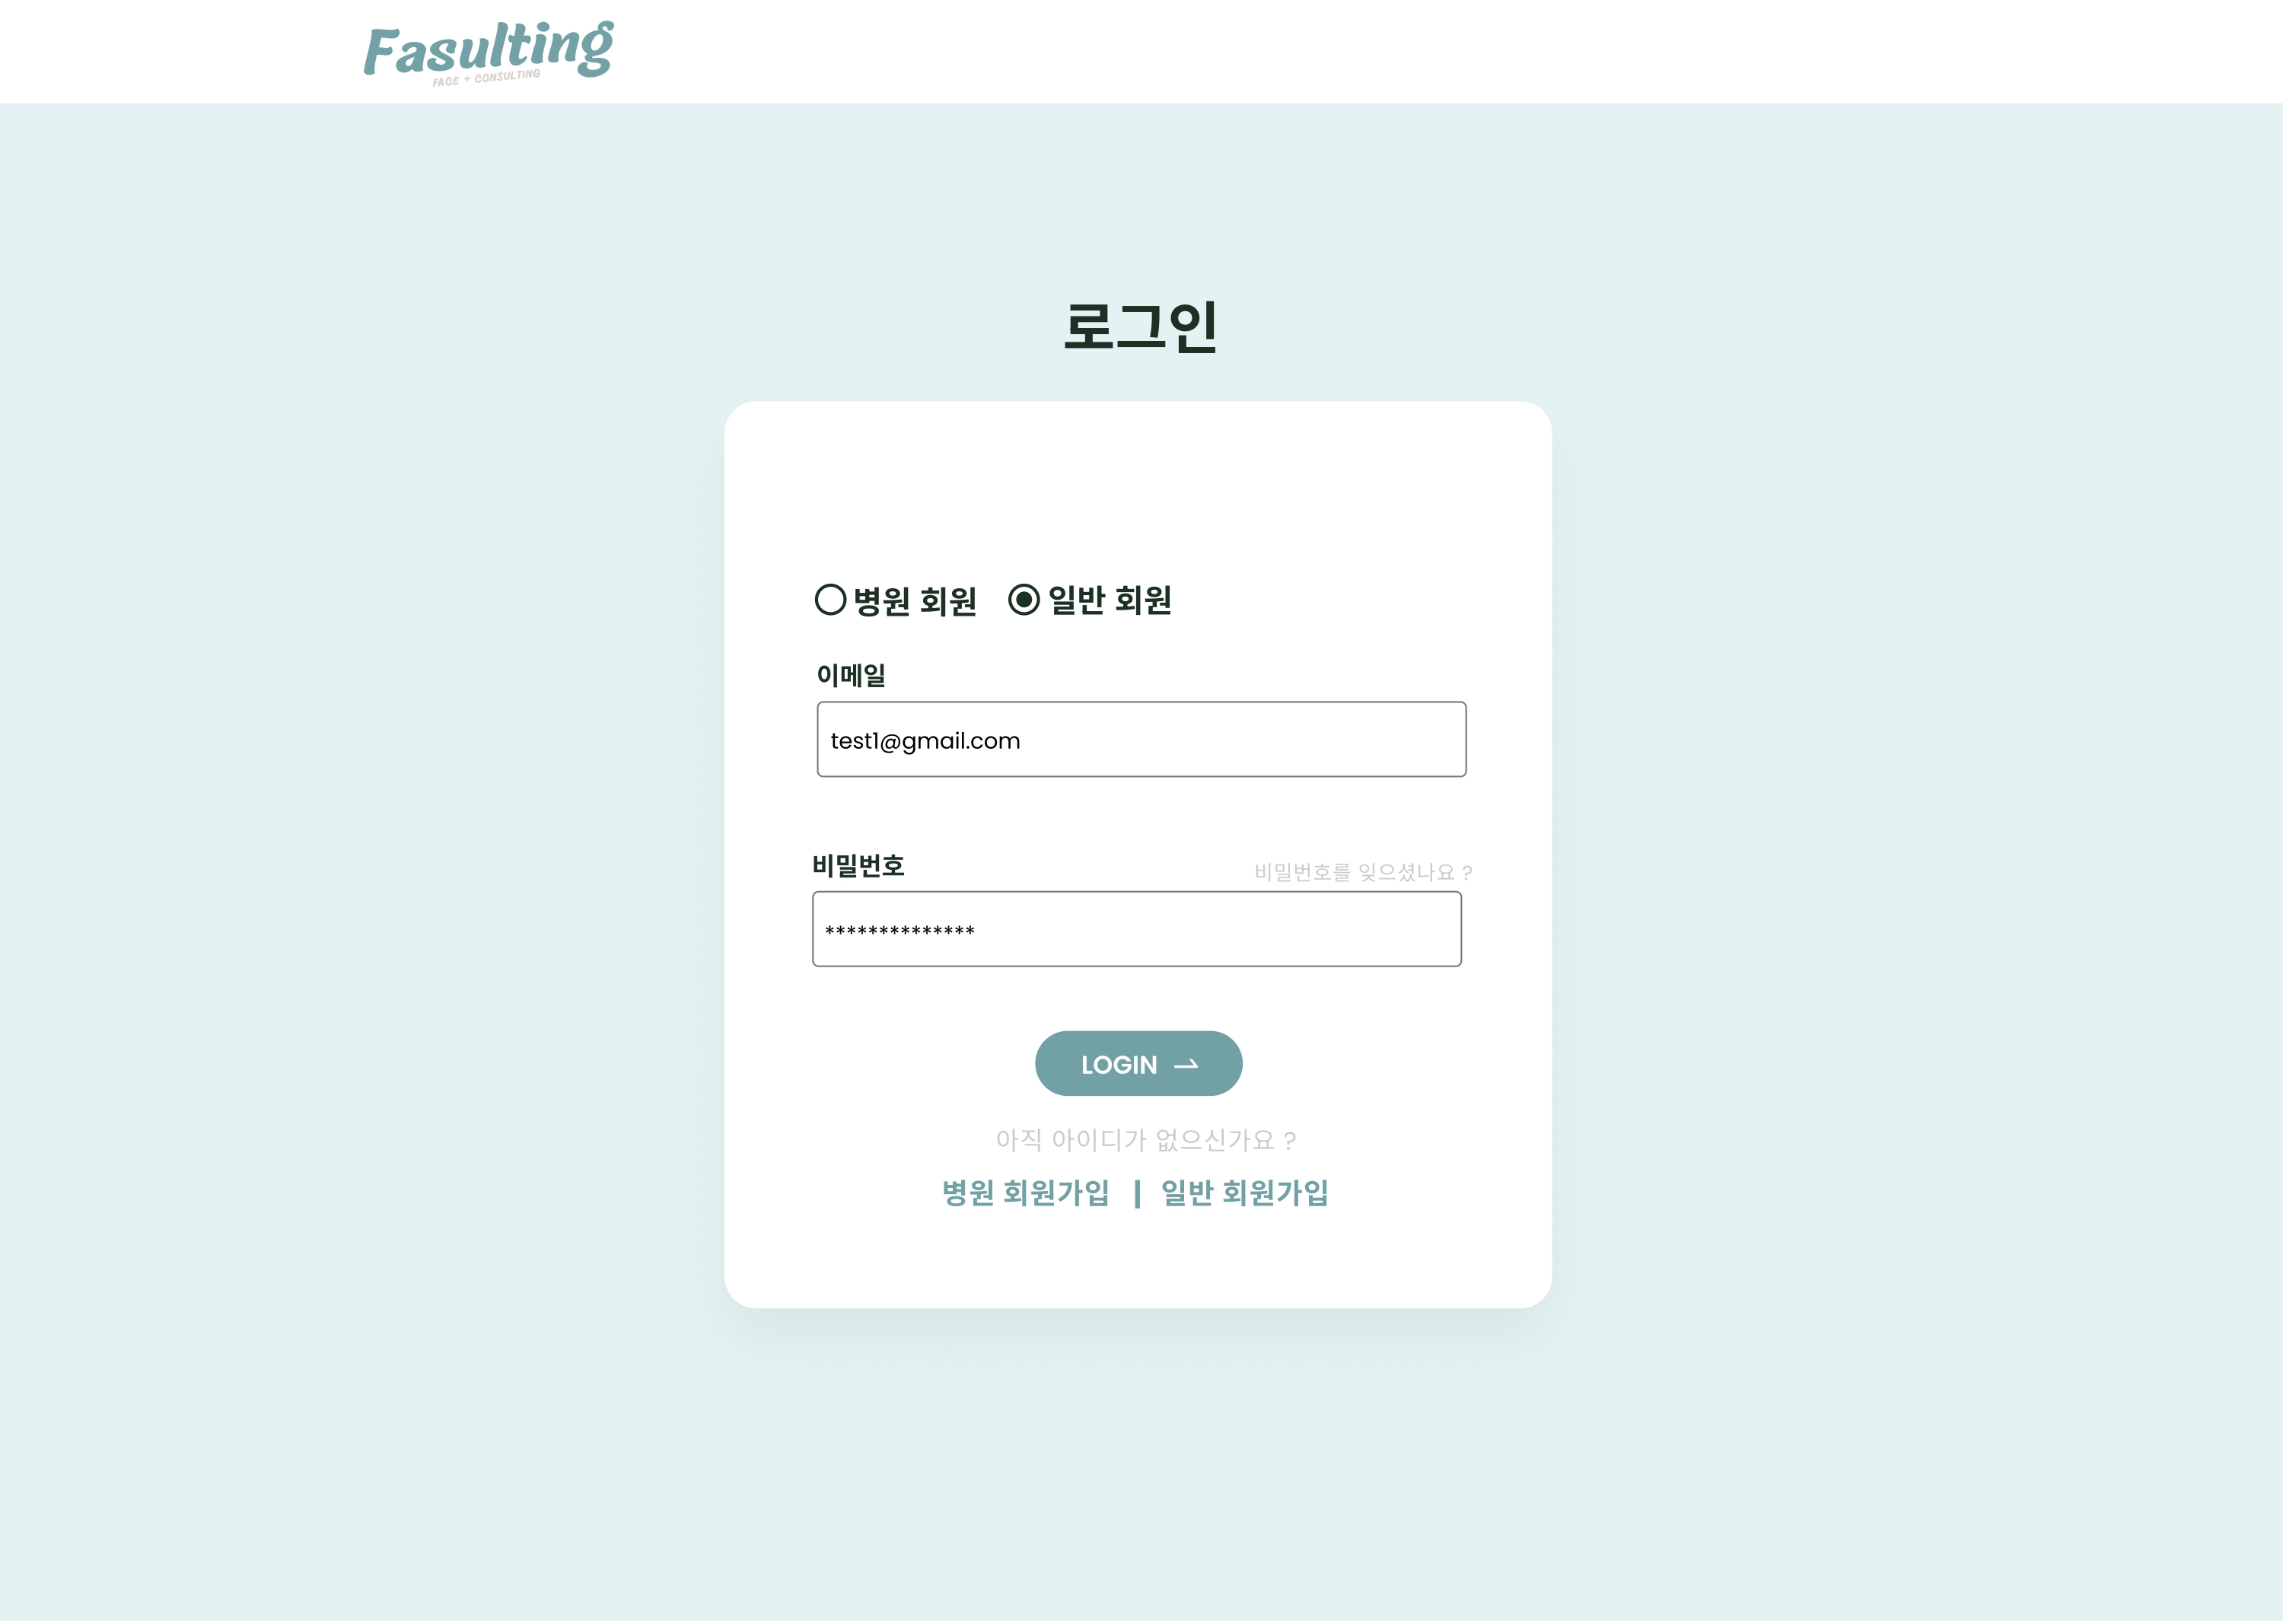 Fasulting
FACE + CONSULTING
로그인
병원 회원 일반 회원
이메일
test1@gmail.com
비밀번호 비밀번호를 잊으셨나요 ?
**************
LOGIN
아직 아이디가 없으신가요 ?
병원 회원가입 | 일반 회원가입